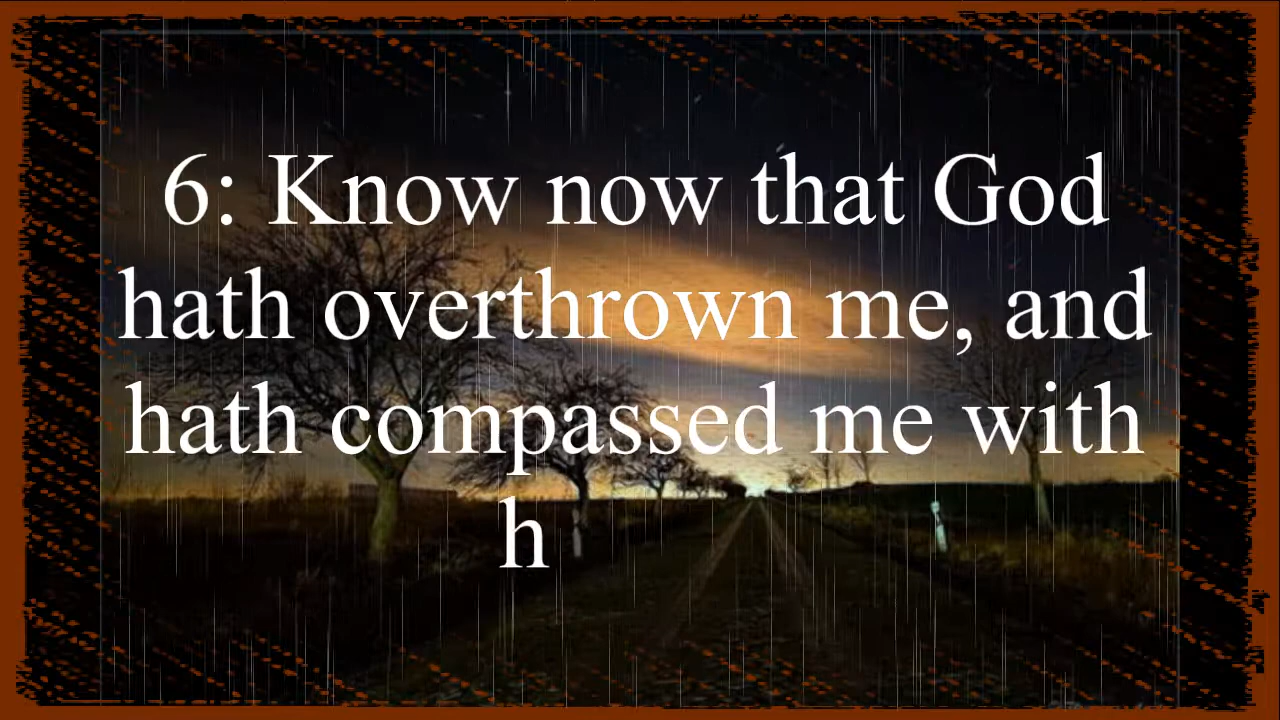 6: Know now that God
hath overthrown me, and
hath compassed me with
h